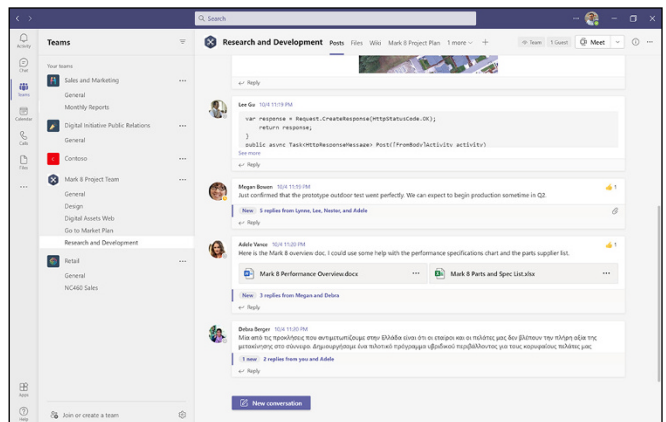 Search
Activity
Chat
Teams
Calendar
Calls
Files
Apps
Help
Teams
Your teams
Sales and Marketing
General
Monthly Reports
Digital Initiative Public Relations
General
Contoso
Mark 8 Project Team
General
Design
Digital Assets Web
Go to Market Plan
Research and Development
Retail
General
NC460 Sales
Join or create a team
Research and Development Posts Files Wiki Mark 8 Project Plan 1 more
Team 1 Guest Meet
Reply
Lee Gu 10/4 11:19 PM
var response = Request.CreateResponse(HttpStatusCode.OK);
return response;
}
public async Task<HttpResponseMessage> Post([FromBody]Activity activity)
See more
Reply
Megan Bowen 10/4 11:55 PM 1
Just confirmed that the prototype outdoor test went perfectly. We can expect to begin production sometime in Q2.
New 5 replies from Lynne, Lee, Nestor, and Adele
Reply
Adele Vance 10/4 11:20 PM 1
Here is the Mark 8 overview doc. I could use some help with the performance specifications chart and the parts supplier list.
Mark 8 Performance Overview.docx
Mark 8 Parts and Spec List.xlsx
New 3 replies from Megan and Debra
Reply
Debra Berger 10/4 11:20 PM
Μία από τις προκλήσεις που αντιμετωπίζουμε στην Ελλάδα είναι ότι οι εταίροι και οι πελάτες μας δεν βλέπουν την πλήρη αξία της
μετακίνησης στο σύννεφο. Δημιουργήσαμε ένα πιλοτικό πρόγραμμα υβριδικού περιβάλλοντος για τους κορυφαίους πελάτες μας
1 new 2 replies from you and Adele
Reply
New conversation